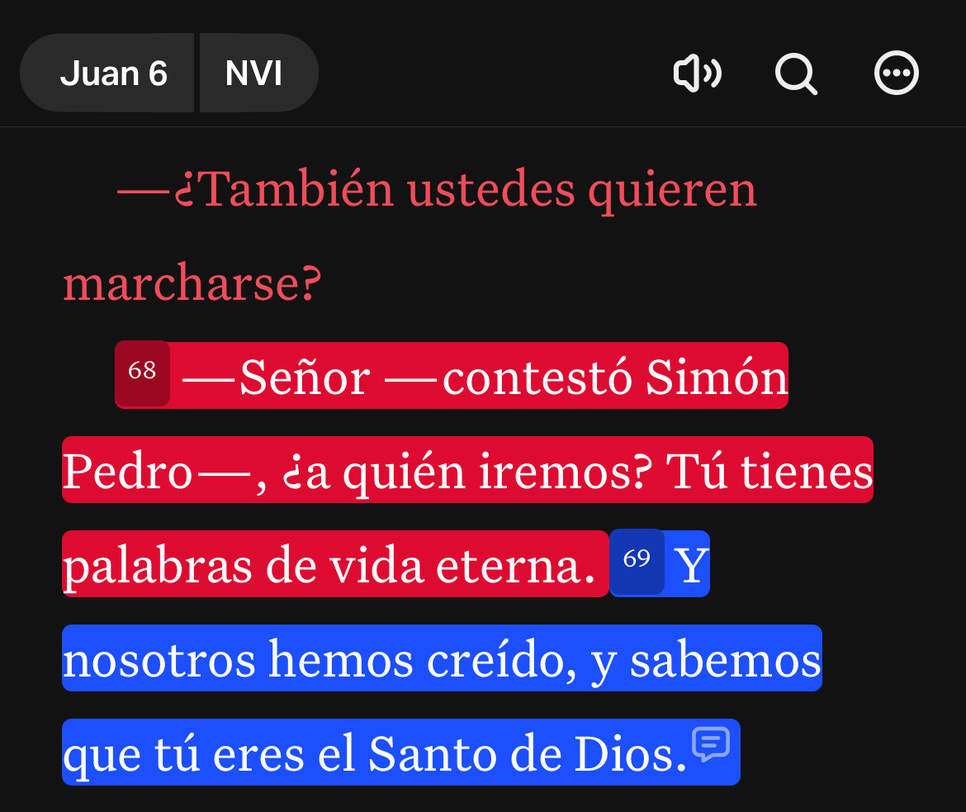 Juan 6 NVI
—¿También ustedes quieren
marcharse?
68 —Señor —contestó Simón
Pedro—, ¿a quién iremos? Tú tienes
palabras de vida eterna. 69 Y
nosotros hemos creído, y sabemos
que tú eres el Santo de Dios.